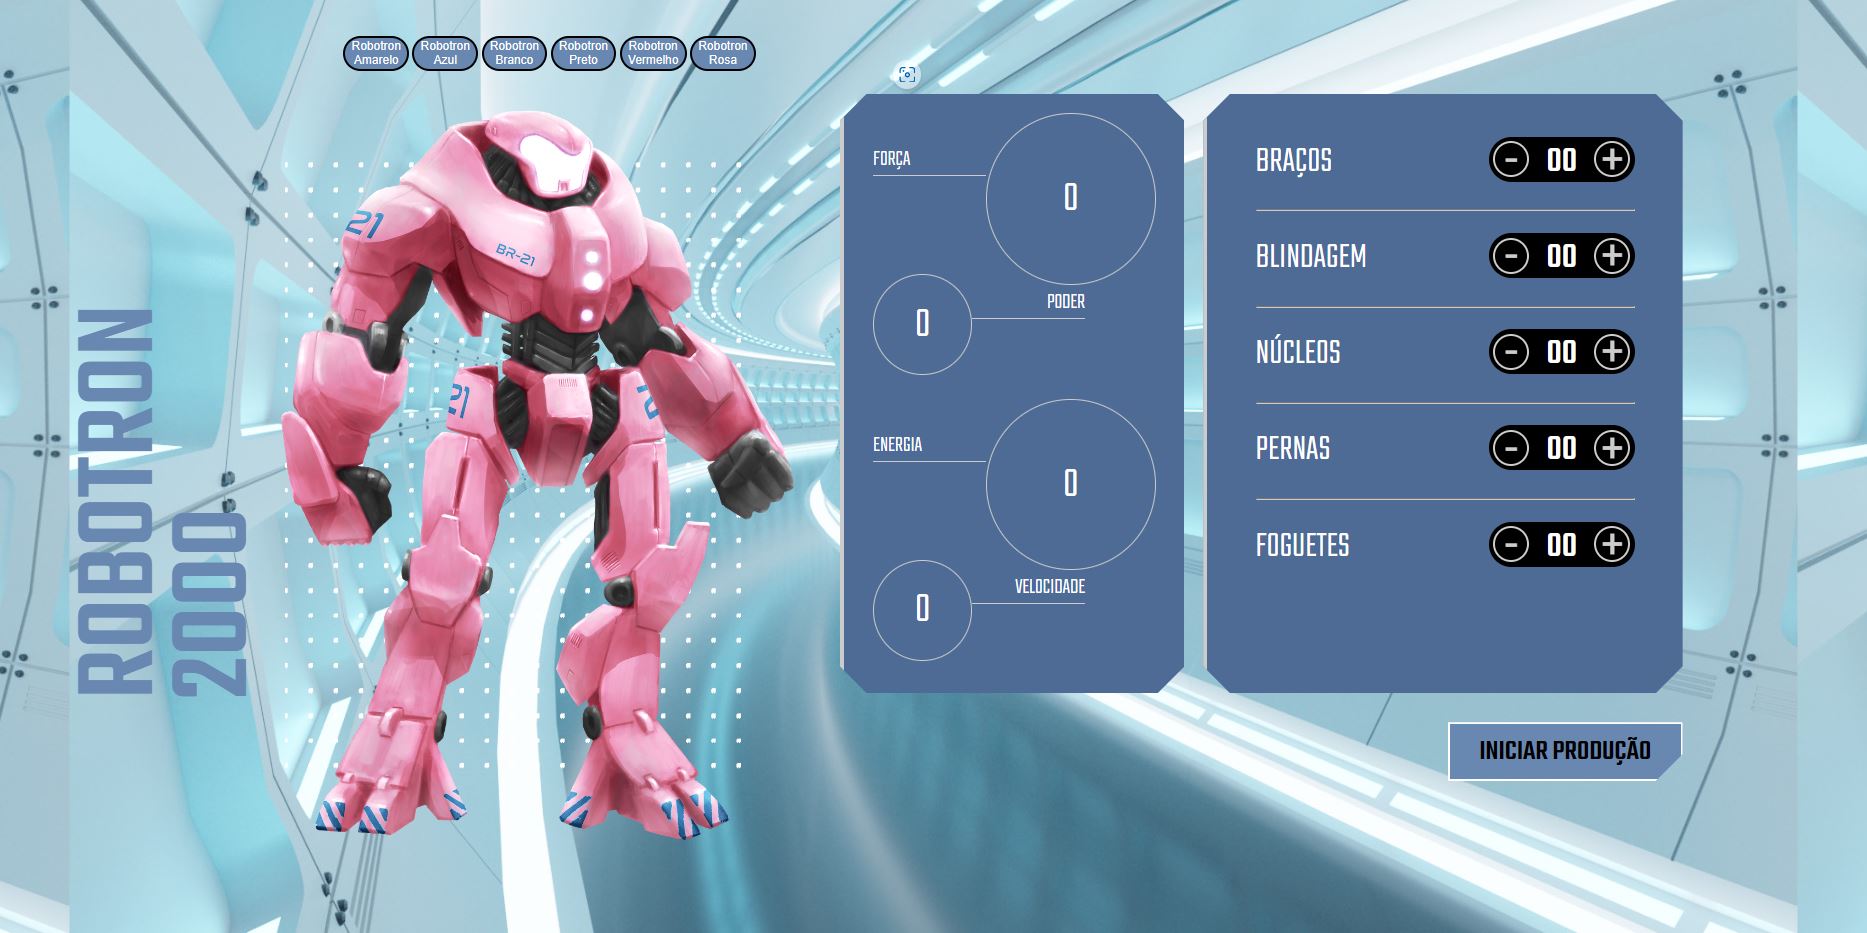 Robotron
Amarelo
Robotron
Azul
Robotron
Branco
Robotron
Preto
Robotron
Vermelho
Robotron
Rosa
ROBOTRON
2000
21
BR-21
21
FORÇA
0
PODER
0
ENERGIA
0
VELOCIDADE
0
BRAÇOS
- 00 +
BLINDAGEM
- 00 +
NÚCLEOS
- 00 +
PERNAS
- 00 +
FOGUETES
- 00 +
INICIAR PRODUÇÃO